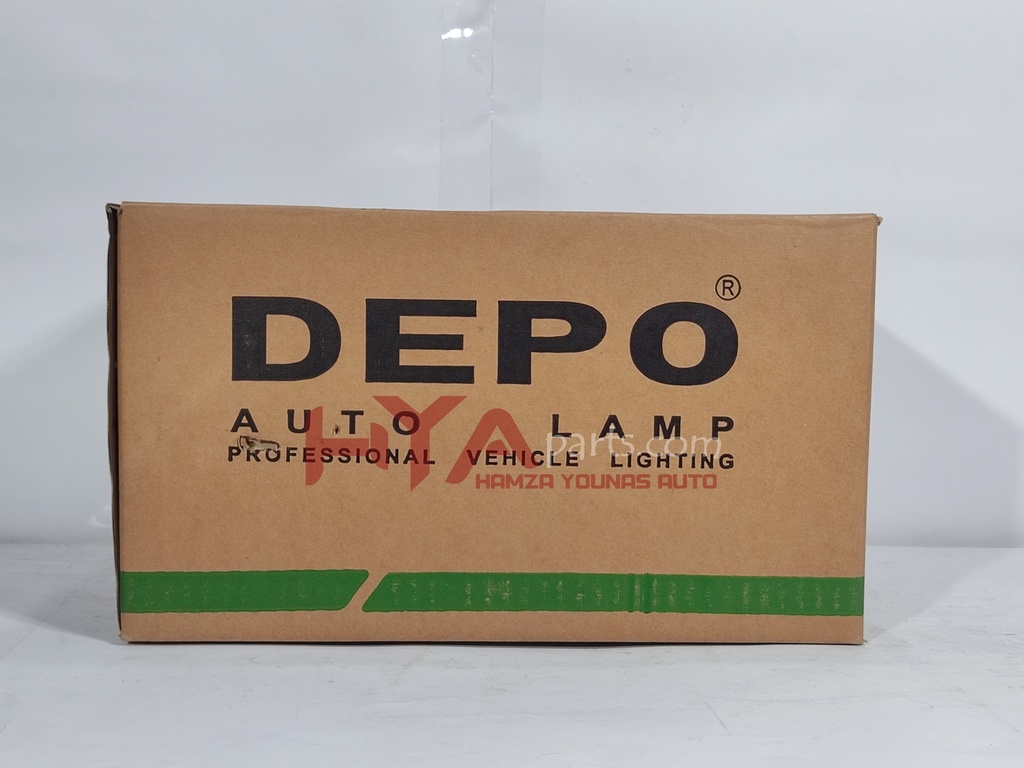 DEPO®
AUTO LAMP
PROFESSIONAL VEHICLE LIGHTING
HYA parts.com
HAMZA YOUNAS AUTO